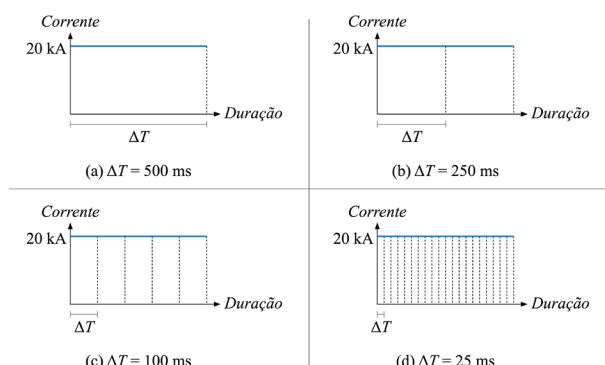 Corrente
20 kA
Duração
ΔT
(a) ΔT = 500 ms
Corrente
20 kA
Duração
ΔT
(b) ΔT = 250 ms
Corrente
20 kA
Duração
ΔT
(c) ΔT = 100 ms
Corrente
20 kA
Duração
ΔT
(d) ΔT = 25 ms